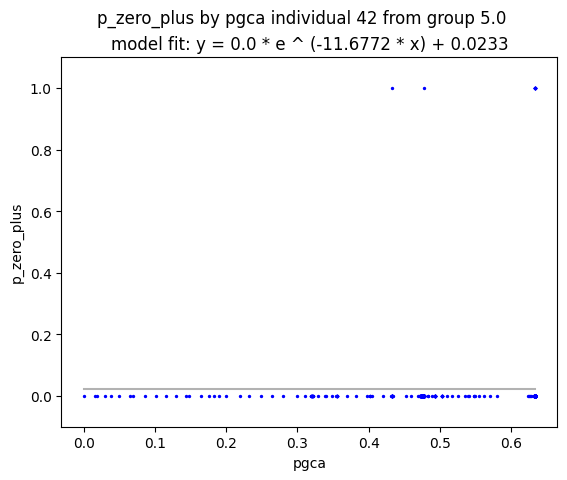 p_zero_plus by pgca individual 42 from group 5.0
model fit: y = 0.0 * e ^ (-11.6772 * x) + 0.0233
1.0
0.8
0.6
0.4
0.2
0.0
p_zero_plus
0.0 0.1 0.2 0.3 0.4 0.5 0.6
pgca